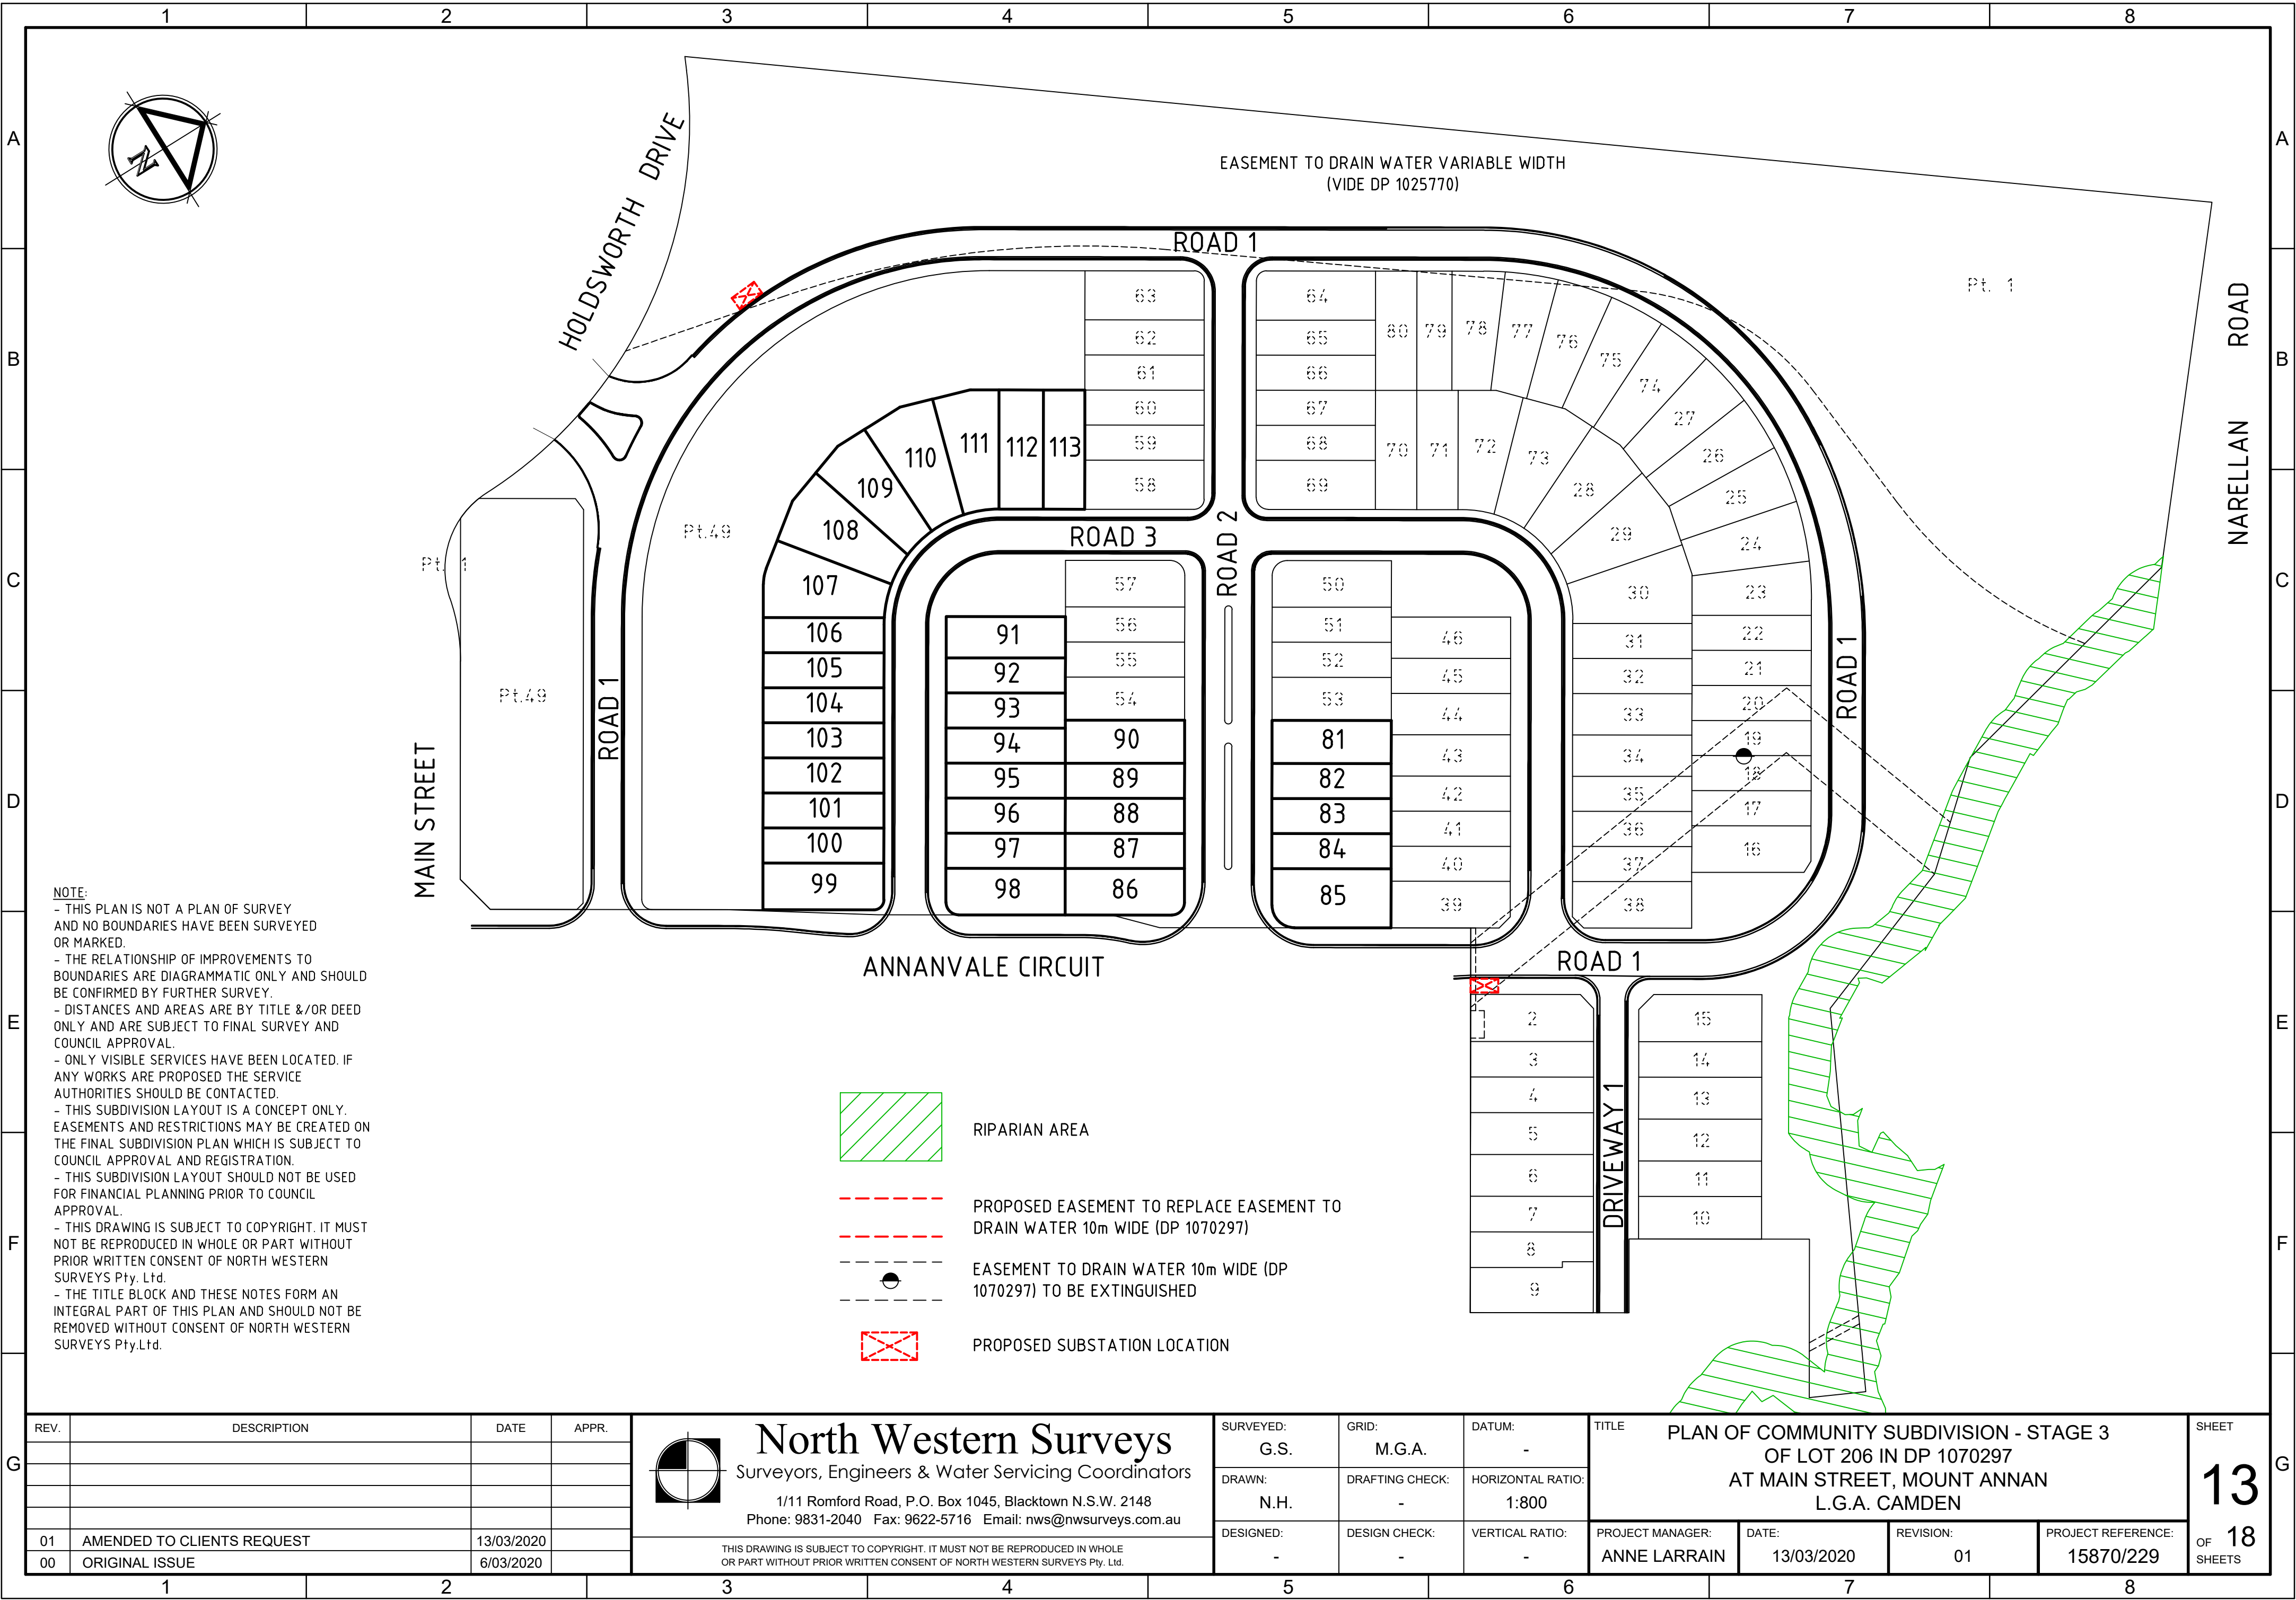 1 2 3 4 5 6 7 8
A
B
C
D
E
F
G
A
B
C
D
E
F
G
N
HOLDSWORTH DRIVE
EASEMENT TO DRAIN WATER VARIABLE WIDTH
(VIDE DP 1025770)
ROAD 1
Pt. 1
NARELLAN ROAD
63
62
61
60
59
58
64
65
66
67
68
69
80
79
78
77
76
75
74
27
26
25
24
23
22
21
20
19
18
17
16
70
71
72
73
28
29
30
31
32
33
34
35
36
37
38
111
112
113
110
109
108
107
106
105
104
103
102
101
100
99
Pt.49
Pt. 1
Pt.49
ROAD 3
ROAD 2
ROAD 1
ROAD 1
MAIN STREET
57
56
55
54
90
89
88
87
86
91
92
93
94
95
96
97
98
50
51
52
53
81
82
83
84
85
46
45
44
43
42
41
40
39
ANNANVALE CIRCUIT
ROAD 1
2
3
4
5
6
7
8
9
DRIVEWAY 1
15
14
13
12
11
10
NOTE:
- THIS PLAN IS NOT A PLAN OF SURVEY
AND NO BOUNDARIES HAVE BEEN SURVEYED
OR MARKED.
- THE RELATIONSHIP OF IMPROVEMENTS TO
BOUNDARIES ARE DIAGRAMMATIC ONLY AND SHOULD
BE CONFIRMED BY FURTHER SURVEY.
- DISTANCES AND AREAS ARE BY TITLE &/OR DEED
ONLY AND ARE SUBJECT TO FINAL SURVEY AND
COUNCIL APPROVAL.
- ONLY VISIBLE SERVICES HAVE BEEN LOCATED. IF
ANY WORKS ARE PROPOSED THE SERVICE
AUTHORITIES SHOULD BE CONTACTED.
- THIS SUBDIVISION LAYOUT IS A CONCEPT ONLY.
EASEMENTS AND RESTRICTIONS MAY BE CREATED ON
THE FINAL SUBDIVISION PLAN WHICH IS SUBJECT TO
COUNCIL APPROVAL AND REGISTRATION.
- THIS SUBDIVISION LAYOUT SHOULD NOT BE USED
FOR FINANCIAL PLANNING PRIOR TO COUNCIL
APPROVAL.
- THIS DRAWING IS SUBJECT TO COPYRIGHT. IT MUST
NOT BE REPRODUCED IN WHOLE OR PART WITHOUT
PRIOR WRITTEN CONSENT OF NORTH WESTERN
SURVEYS Pty. Ltd.
- THE TITLE BLOCK AND THESE NOTES FORM AN
INTEGRAL PART OF THIS PLAN AND SHOULD NOT BE
REMOVED WITHOUT CONSENT OF NORTH WESTERN
SURVEYS Pty.Ltd.
RIPARIAN AREA
PROPOSED EASEMENT TO REPLACE EASEMENT TO
DRAIN WATER 10m WIDE (DP 1070297)
EASEMENT TO DRAIN WATER 10m WIDE (DP
1070297) TO BE EXTINGUISHED
PROPOSED SUBSTATION LOCATION
REV. DESCRIPTION DATE APPR.
01 AMENDED TO CLIENTS REQUEST 13/03/2020
00 ORIGINAL ISSUE 6/03/2020
North Western Surveys
Surveyors, Engineers & Water Servicing Coordinators
1/11 Romford Road, P.O. Box 1045, Blacktown N.S.W. 2148
Phone: 9831-2040 Fax: 9622-5716 Email: nws@nwsurveys.com.au
THIS DRAWING IS SUBJECT TO COPYRIGHT. IT MUST NOT BE REPRODUCED IN WHOLE
OR PART WITHOUT PRIOR WRITTEN CONSENT OF NORTH WESTERN SURVEYS Pty. Ltd.
SURVEYED: GRID: DATUM:
G.S. M.G.A. -
DRAWN: DRAFTING CHECK: HORIZONTAL RATIO:
N.H. - 1:800
DESIGNED: DESIGN CHECK: VERTICAL RATIO:
- - -
TITLE
PLAN OF COMMUNITY SUBDIVISION - STAGE 3
OF LOT 206 IN DP 1070297
AT MAIN STREET, MOUNT ANNAN
L.G.A. CAMDEN
PROJECT MANAGER: DATE: REVISION: PROJECT REFERENCE:
ANNE LARRAIN 13/03/2020 01 15870/229
SHEET
13
OF 18
SHEETS
1 2 3 4 5 6 7 8